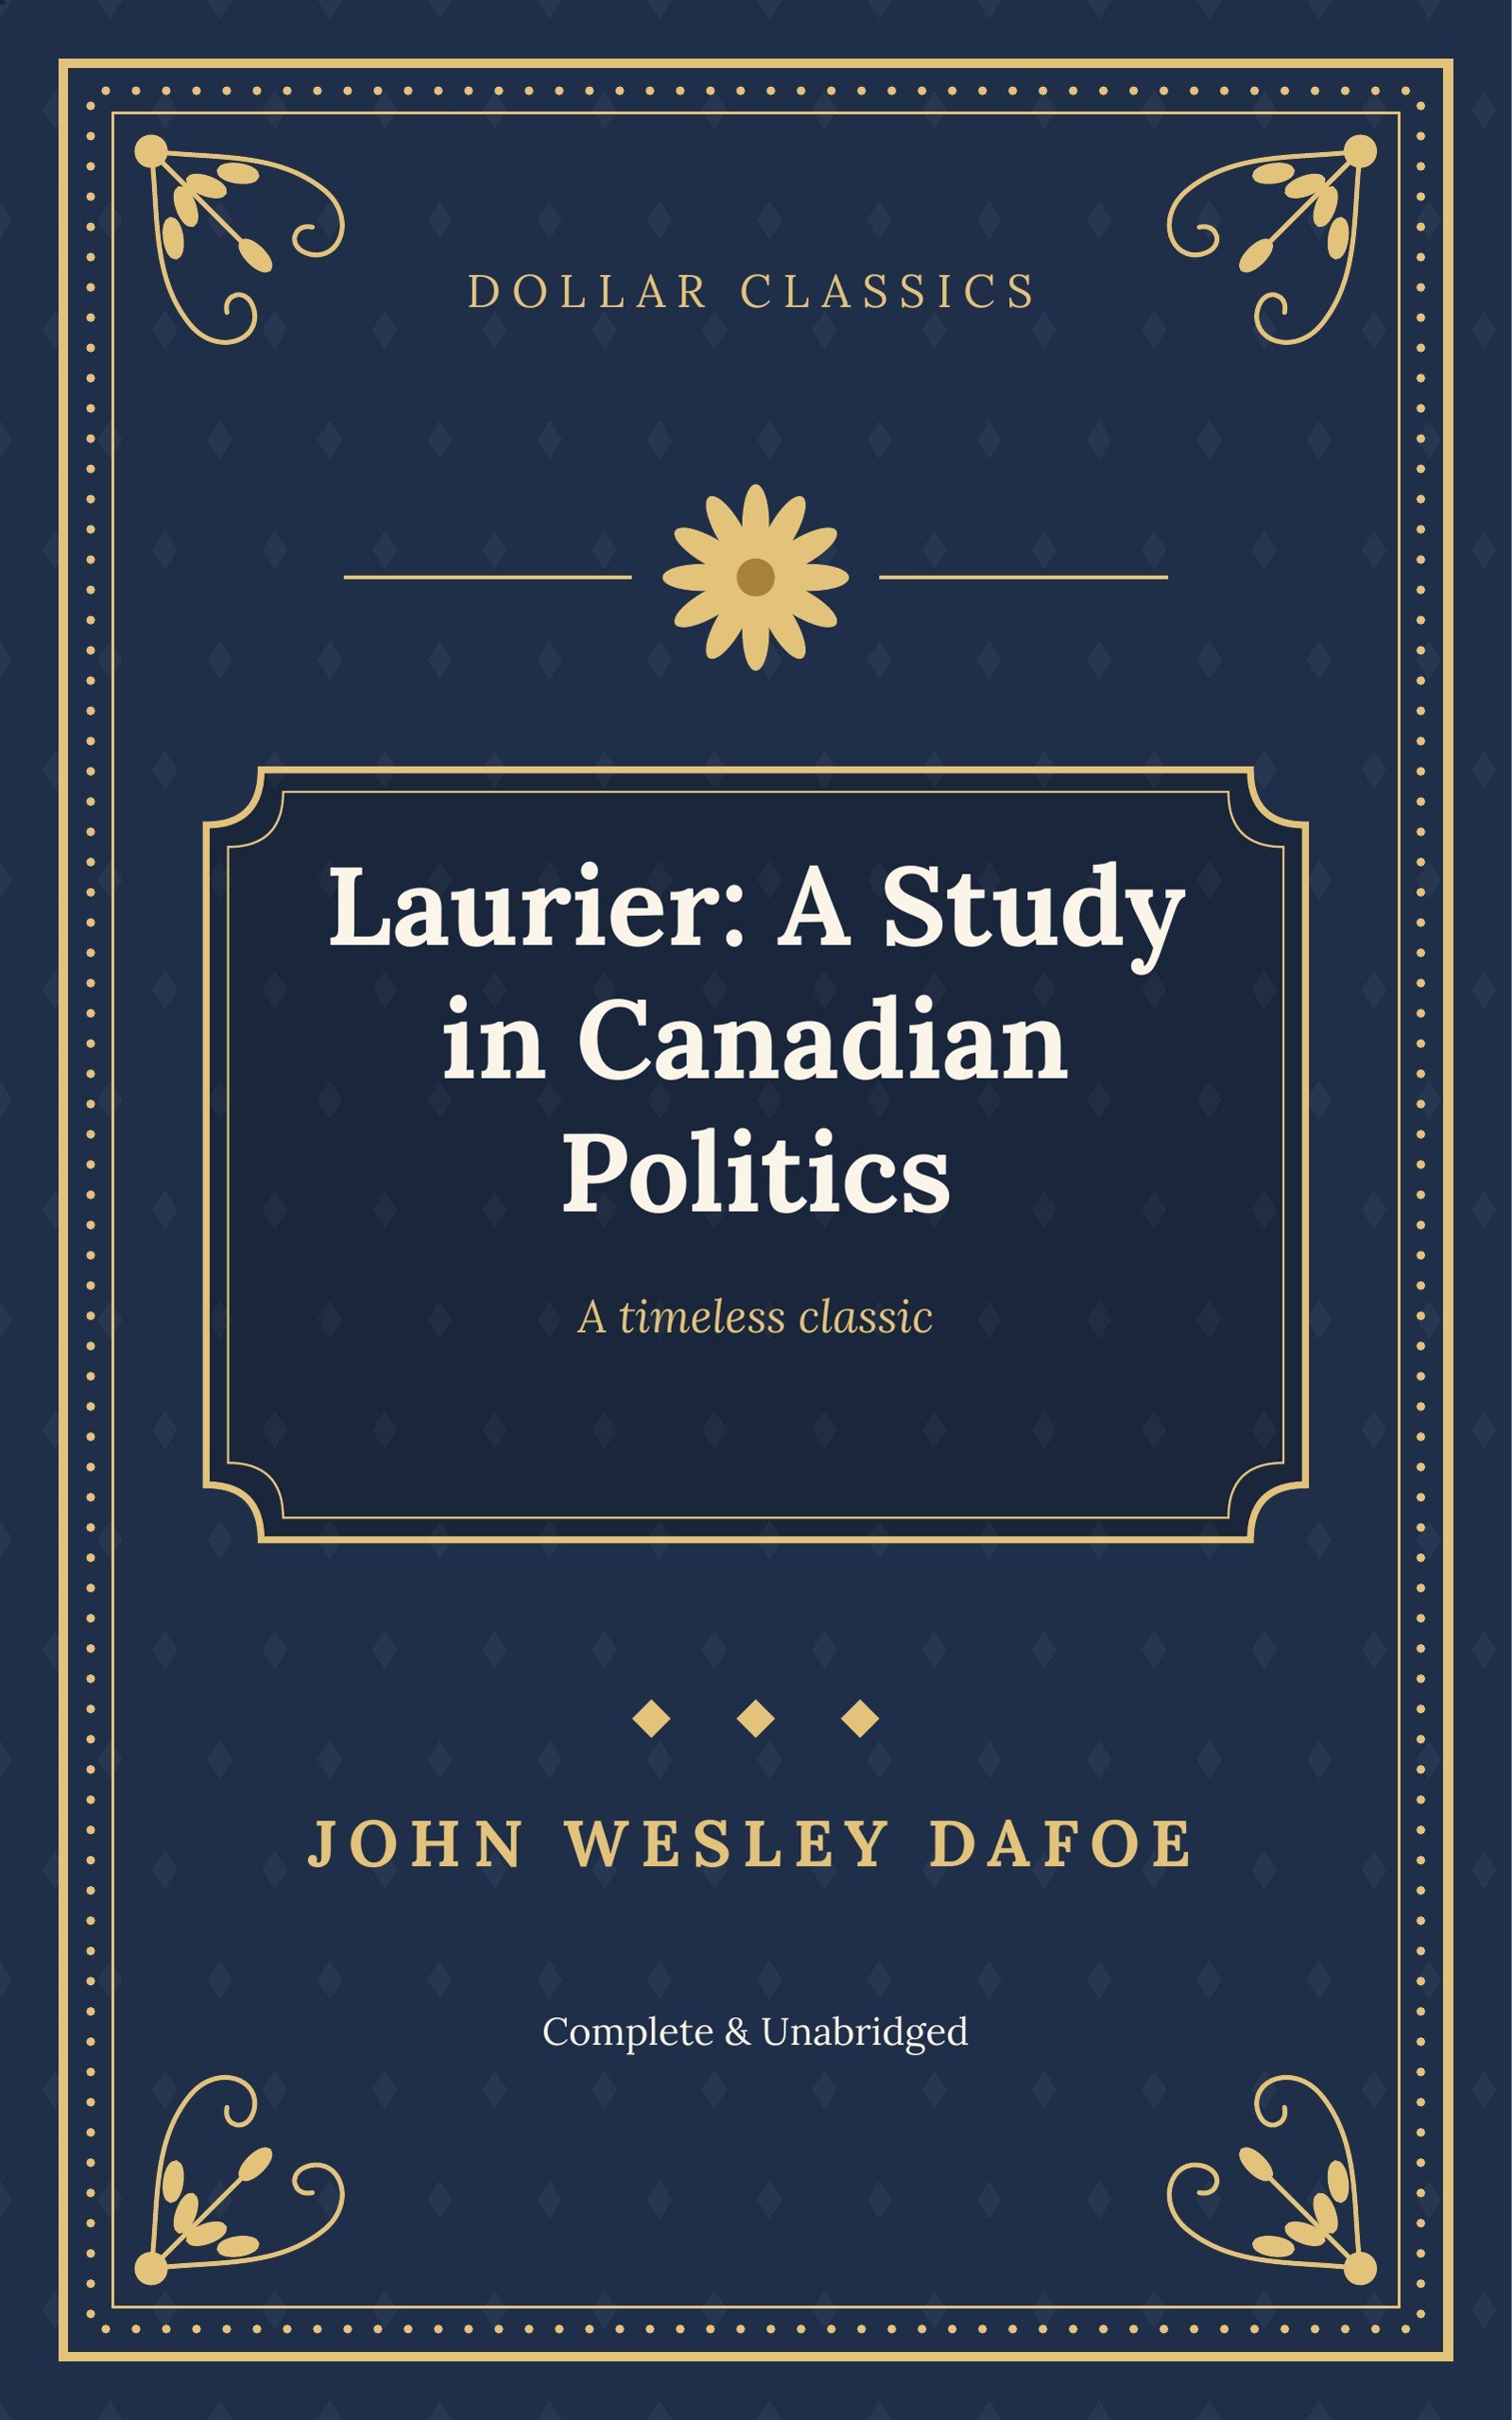 DOLLAR CLASSICS
Laurier: A Study
in Canadian
Politics
A timeless classic
JOHN WESLEY DAFOE
Complete & Unabridged